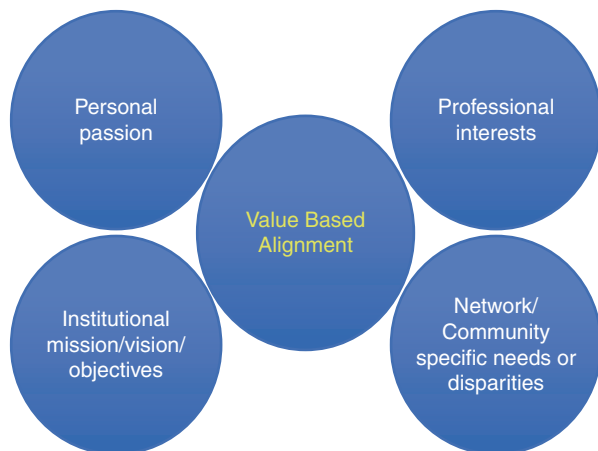 Personal
passion
Professional
interests
Value Based
Alignment
Institutional
mission/vision/
objectives
Network/
Community
specific needs or
disparities